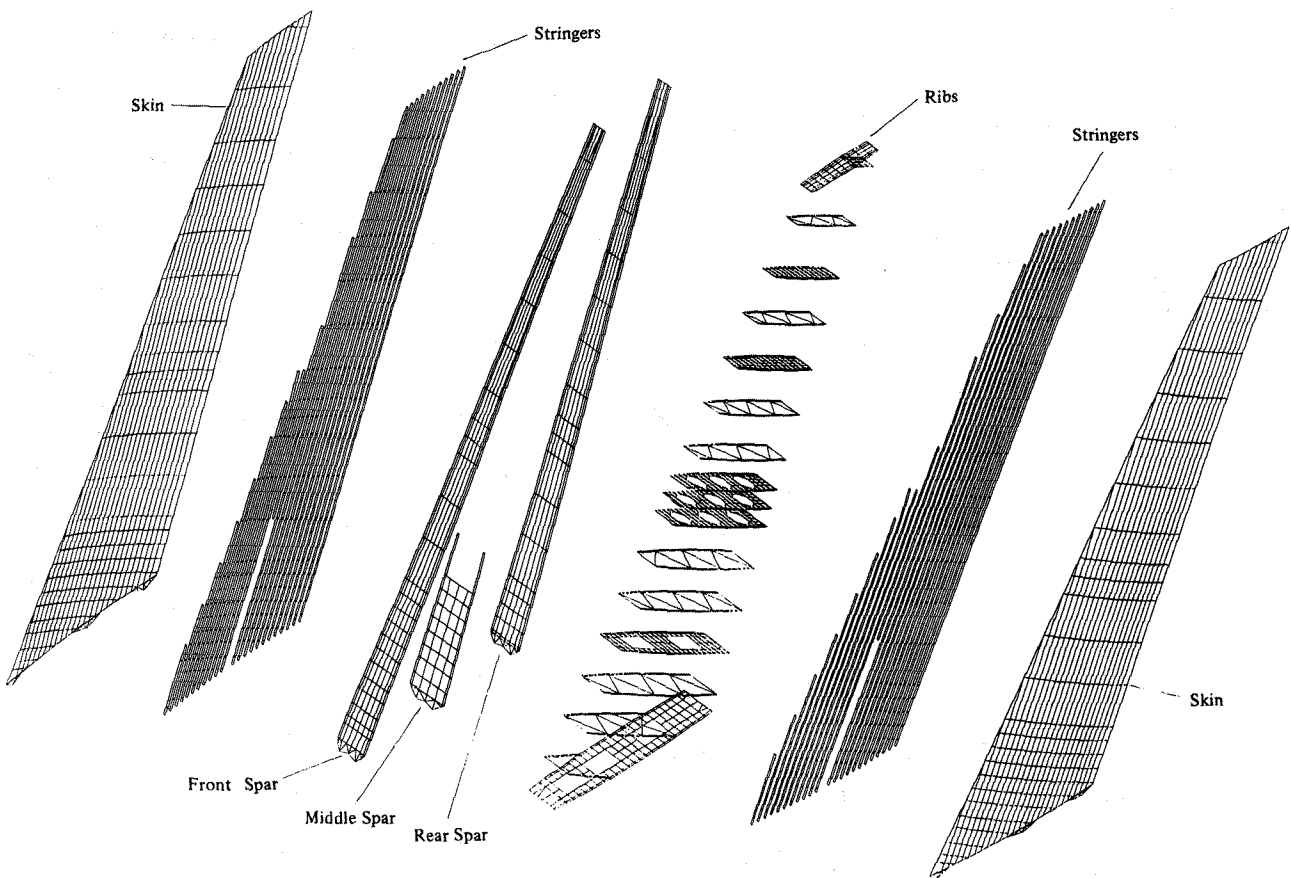 Stringers
Skin
Ribs
Stringers
Skin
Front Spar
Middle Spar
Rear Spar